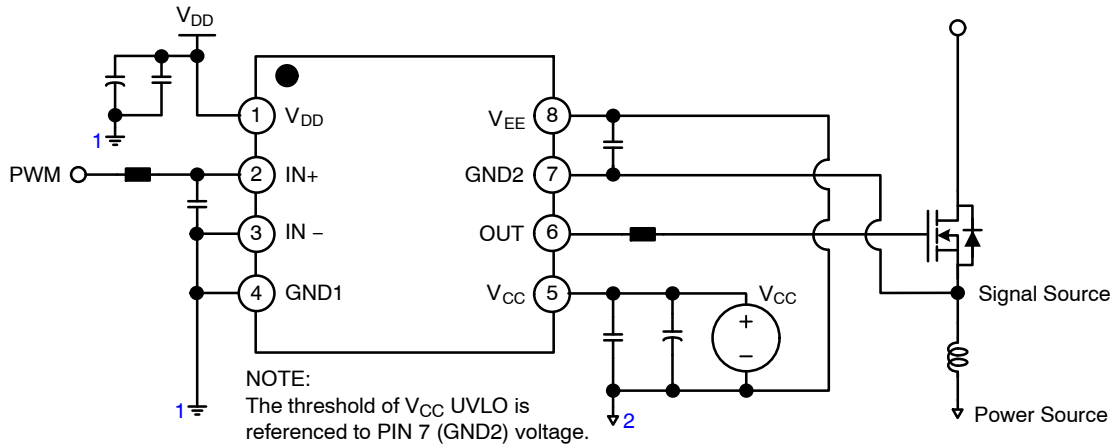 VDD
1
1 VDD
VEE 8
PWM
2 IN+
GND2 7
3 IN −
OUT 6
4 GND1
VCC 5
VCC
+
−
Signal Source
1
NOTE:
The threshold of VCC UVLO is
referenced to PIN 7 (GND2) voltage.
2
Power Source